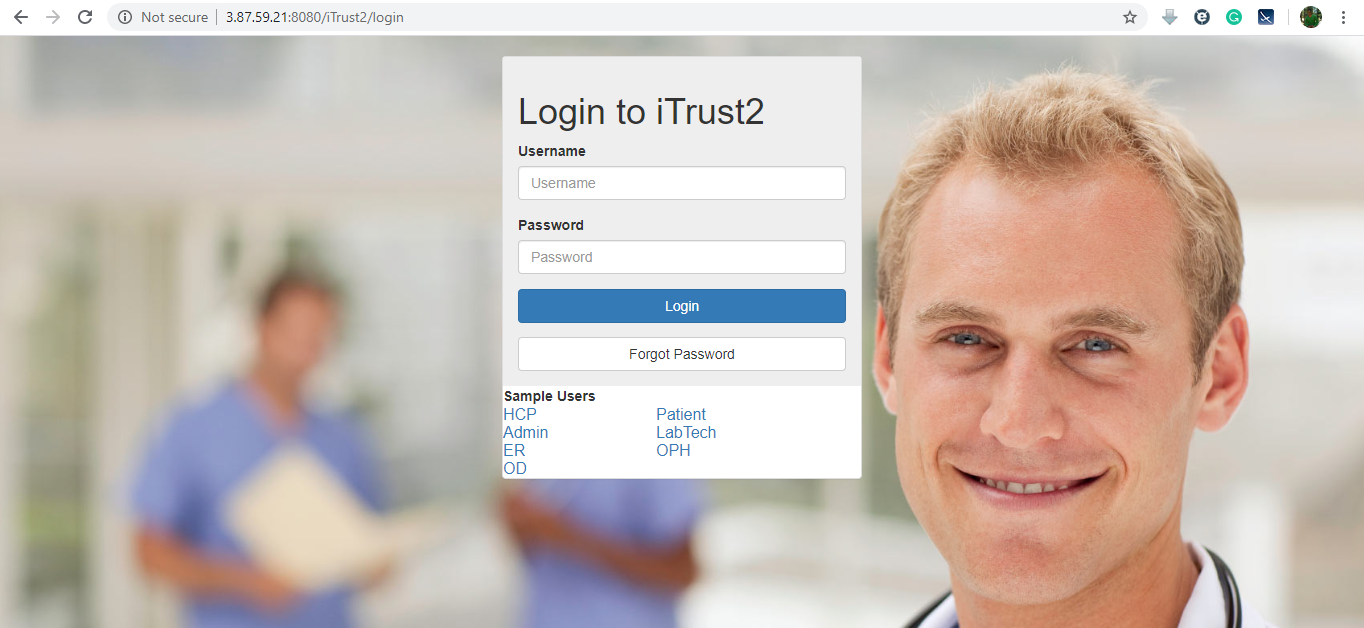 Not secure
3.87.59.21:8080/iTrust2/login
Login to iTrust2
Username
Username
Password
Password
Login
Forgot Password
Sample Users
HCP Patient
Admin LabTech
ER OPH
OD